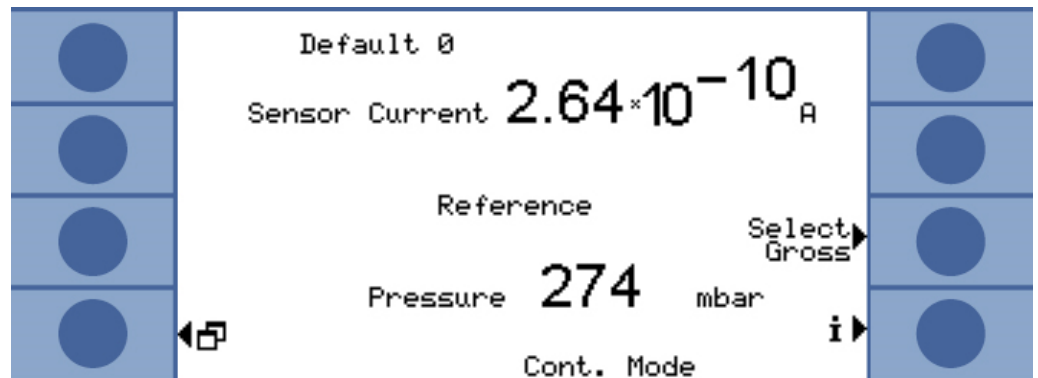 Default 0
Sensor Current 2.64×10⁻¹⁰ A
Reference
Select
Gross
Pressure 274 mbar
i
Cont. Mode